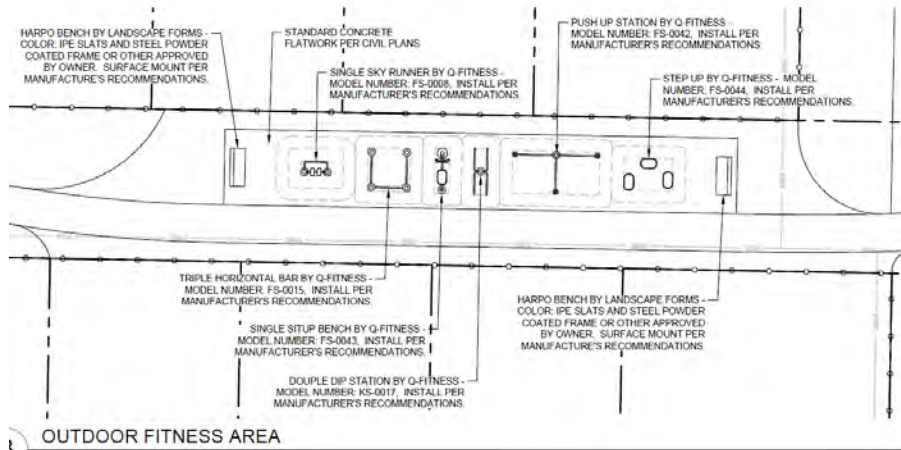 HARPO BENCH BY LANDSCAPE FORMS -
COLOR: IPE SLATS AND STEEL POWDER
COATED FRAME OR OTHER APPROVED
BY OWNER. SURFACE MOUNT PER
MANUFACTURE'S RECOMMENDATIONS.
STANDARD CONCRETE
FLATWORK PER CIVIL PLANS
SINGLE SKY RUNNER BY Q-FITNESS -
MODEL NUMBER: FS-0008, INSTALL PER
MANUFACTURER'S RECOMMENDATIONS.
PUSH UP STATION BY Q-FITNESS -
MODEL NUMBER: FS-0042, INSTALL PER
MANUFACTURER'S RECOMMENDATIONS
STEP UP BY Q-FITNESS - MODEL
NUMBER: FS-0044, INSTALL PER
MANUFACTURER'S RECOMMENDATIONS.
TRIPLE HORIZONTAL BAR BY Q-FITNESS -
MODEL NUMBER: FS-0015, INSTALL PER
MANUFACTURER'S RECOMMENDATIONS.
SINGLE SITUP BENCH BY Q-FITNESS -
MODEL NUMBER: FS-0043, INSTALL PER
MANUFACTURER'S RECOMMENDATIONS.
DOUPLE DIP STATION BY Q-FITNESS -
MODEL NUMBER: KS-0017, INSTALL PER
MANUFACTURER'S RECOMMENDATIONS.
HARPO BENCH BY LANDSCAPE FORMS -
COLOR: IPE SLATS AND STEEL POWDER
COATED FRAME OR OTHER APPROVED
BY OWNER. SURFACE MOUNT PER
MANUFACTURE'S RECOMMENDATIONS
OUTDOOR FITNESS AREA